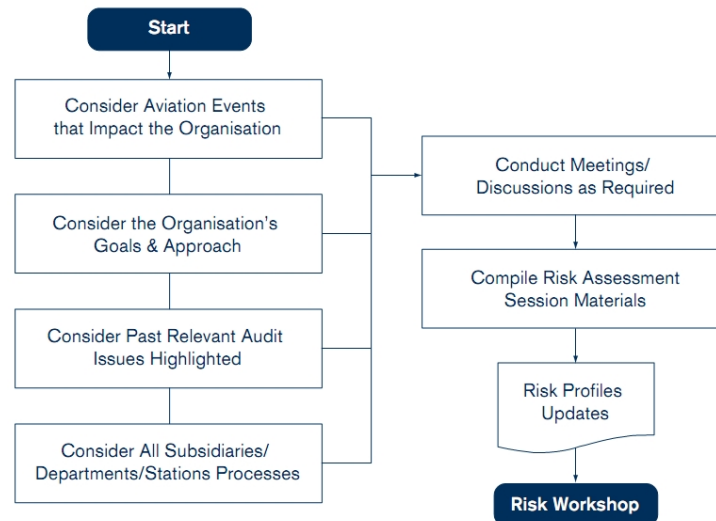 Start
Consider Aviation Events
that Impact the Organisation
Consider the Organisation's
Goals & Approach
Consider Past Relevant Audit
Issues Highlighted
Consider All Subsidiaries/
Departments/Stations Processes
Conduct Meetings/
Discussions as Required
Compile Risk Assessment
Session Materials
Risk Profiles
Updates
Risk Workshop